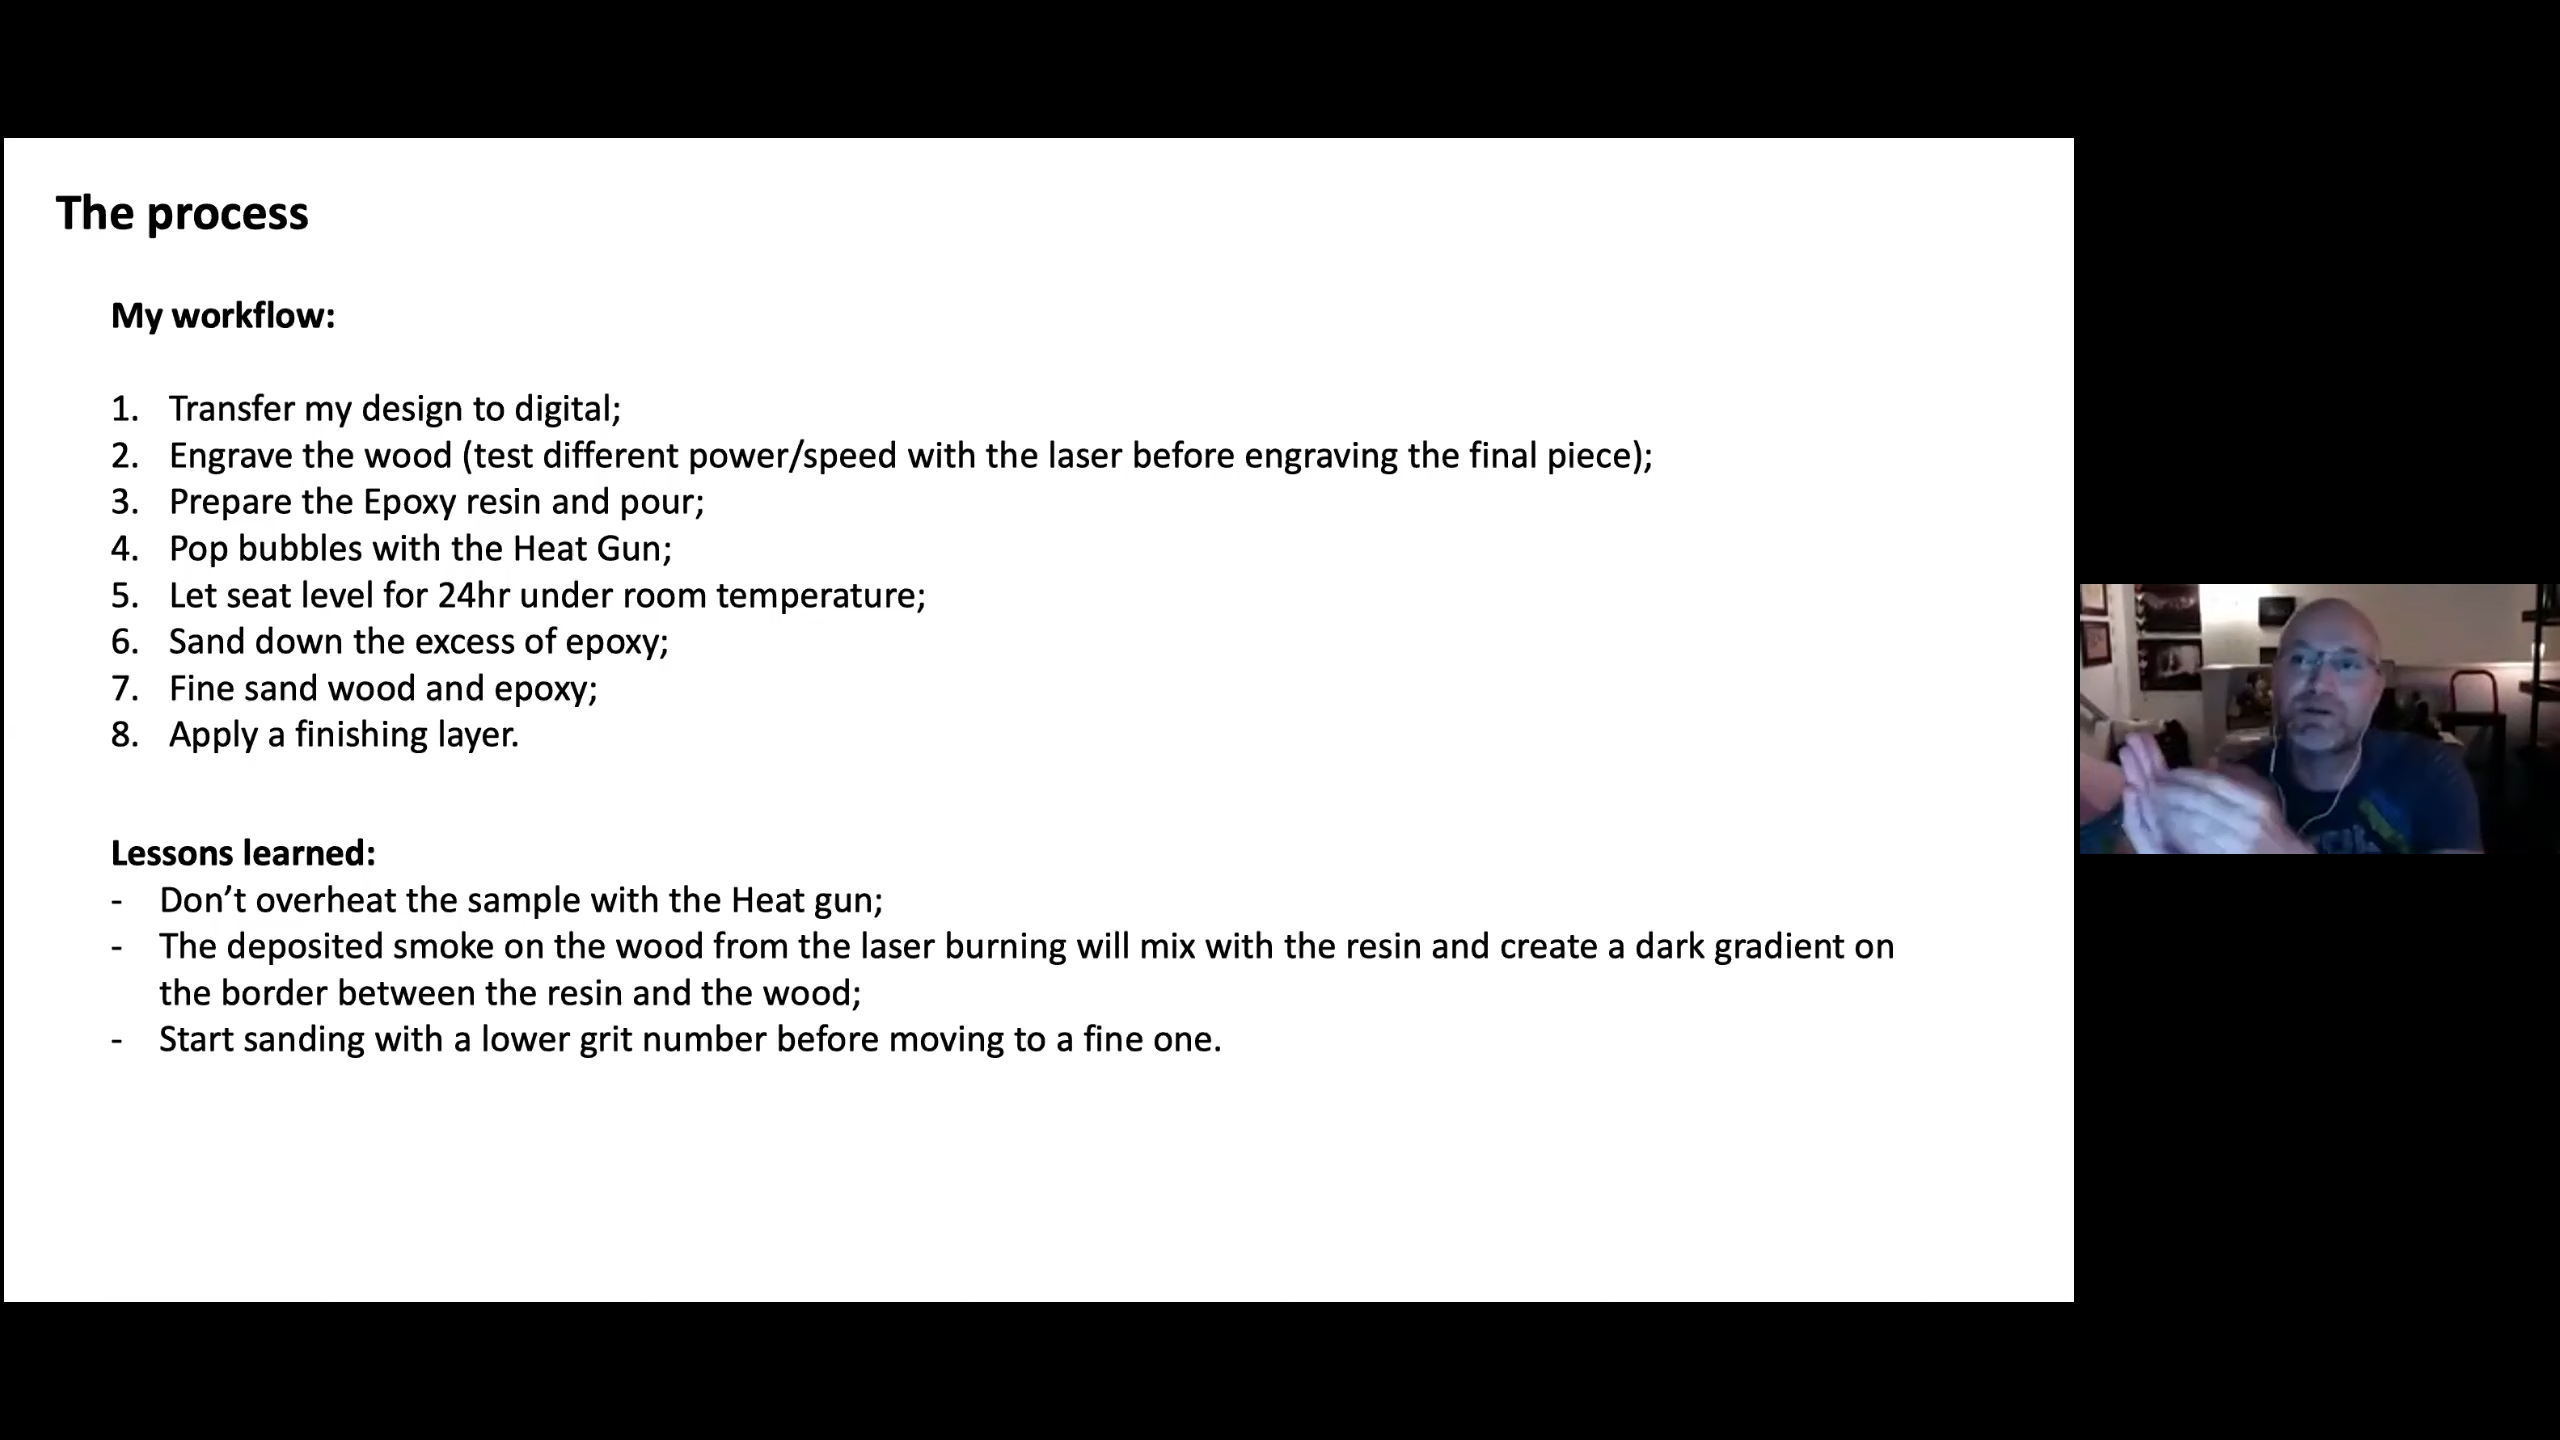 The process
My workflow:
1. Transfer my design to digital;
2. Engrave the wood (test different power/speed with the laser before engraving the final piece);
3. Prepare the Epoxy resin and pour;
4. Pop bubbles with the Heat Gun;
5. Let seat level for 24hr under room temperature;
6. Sand down the excess of epoxy;
7. Fine sand wood and epoxy;
8. Apply a finishing layer.
Lessons learned:
- Don’t overheat the sample with the Heat gun;
- The deposited smoke on the wood from the laser burning will mix with the resin and create a dark gradient on
the border between the resin and the wood;
- Start sanding with a lower grit number before moving to a fine one.